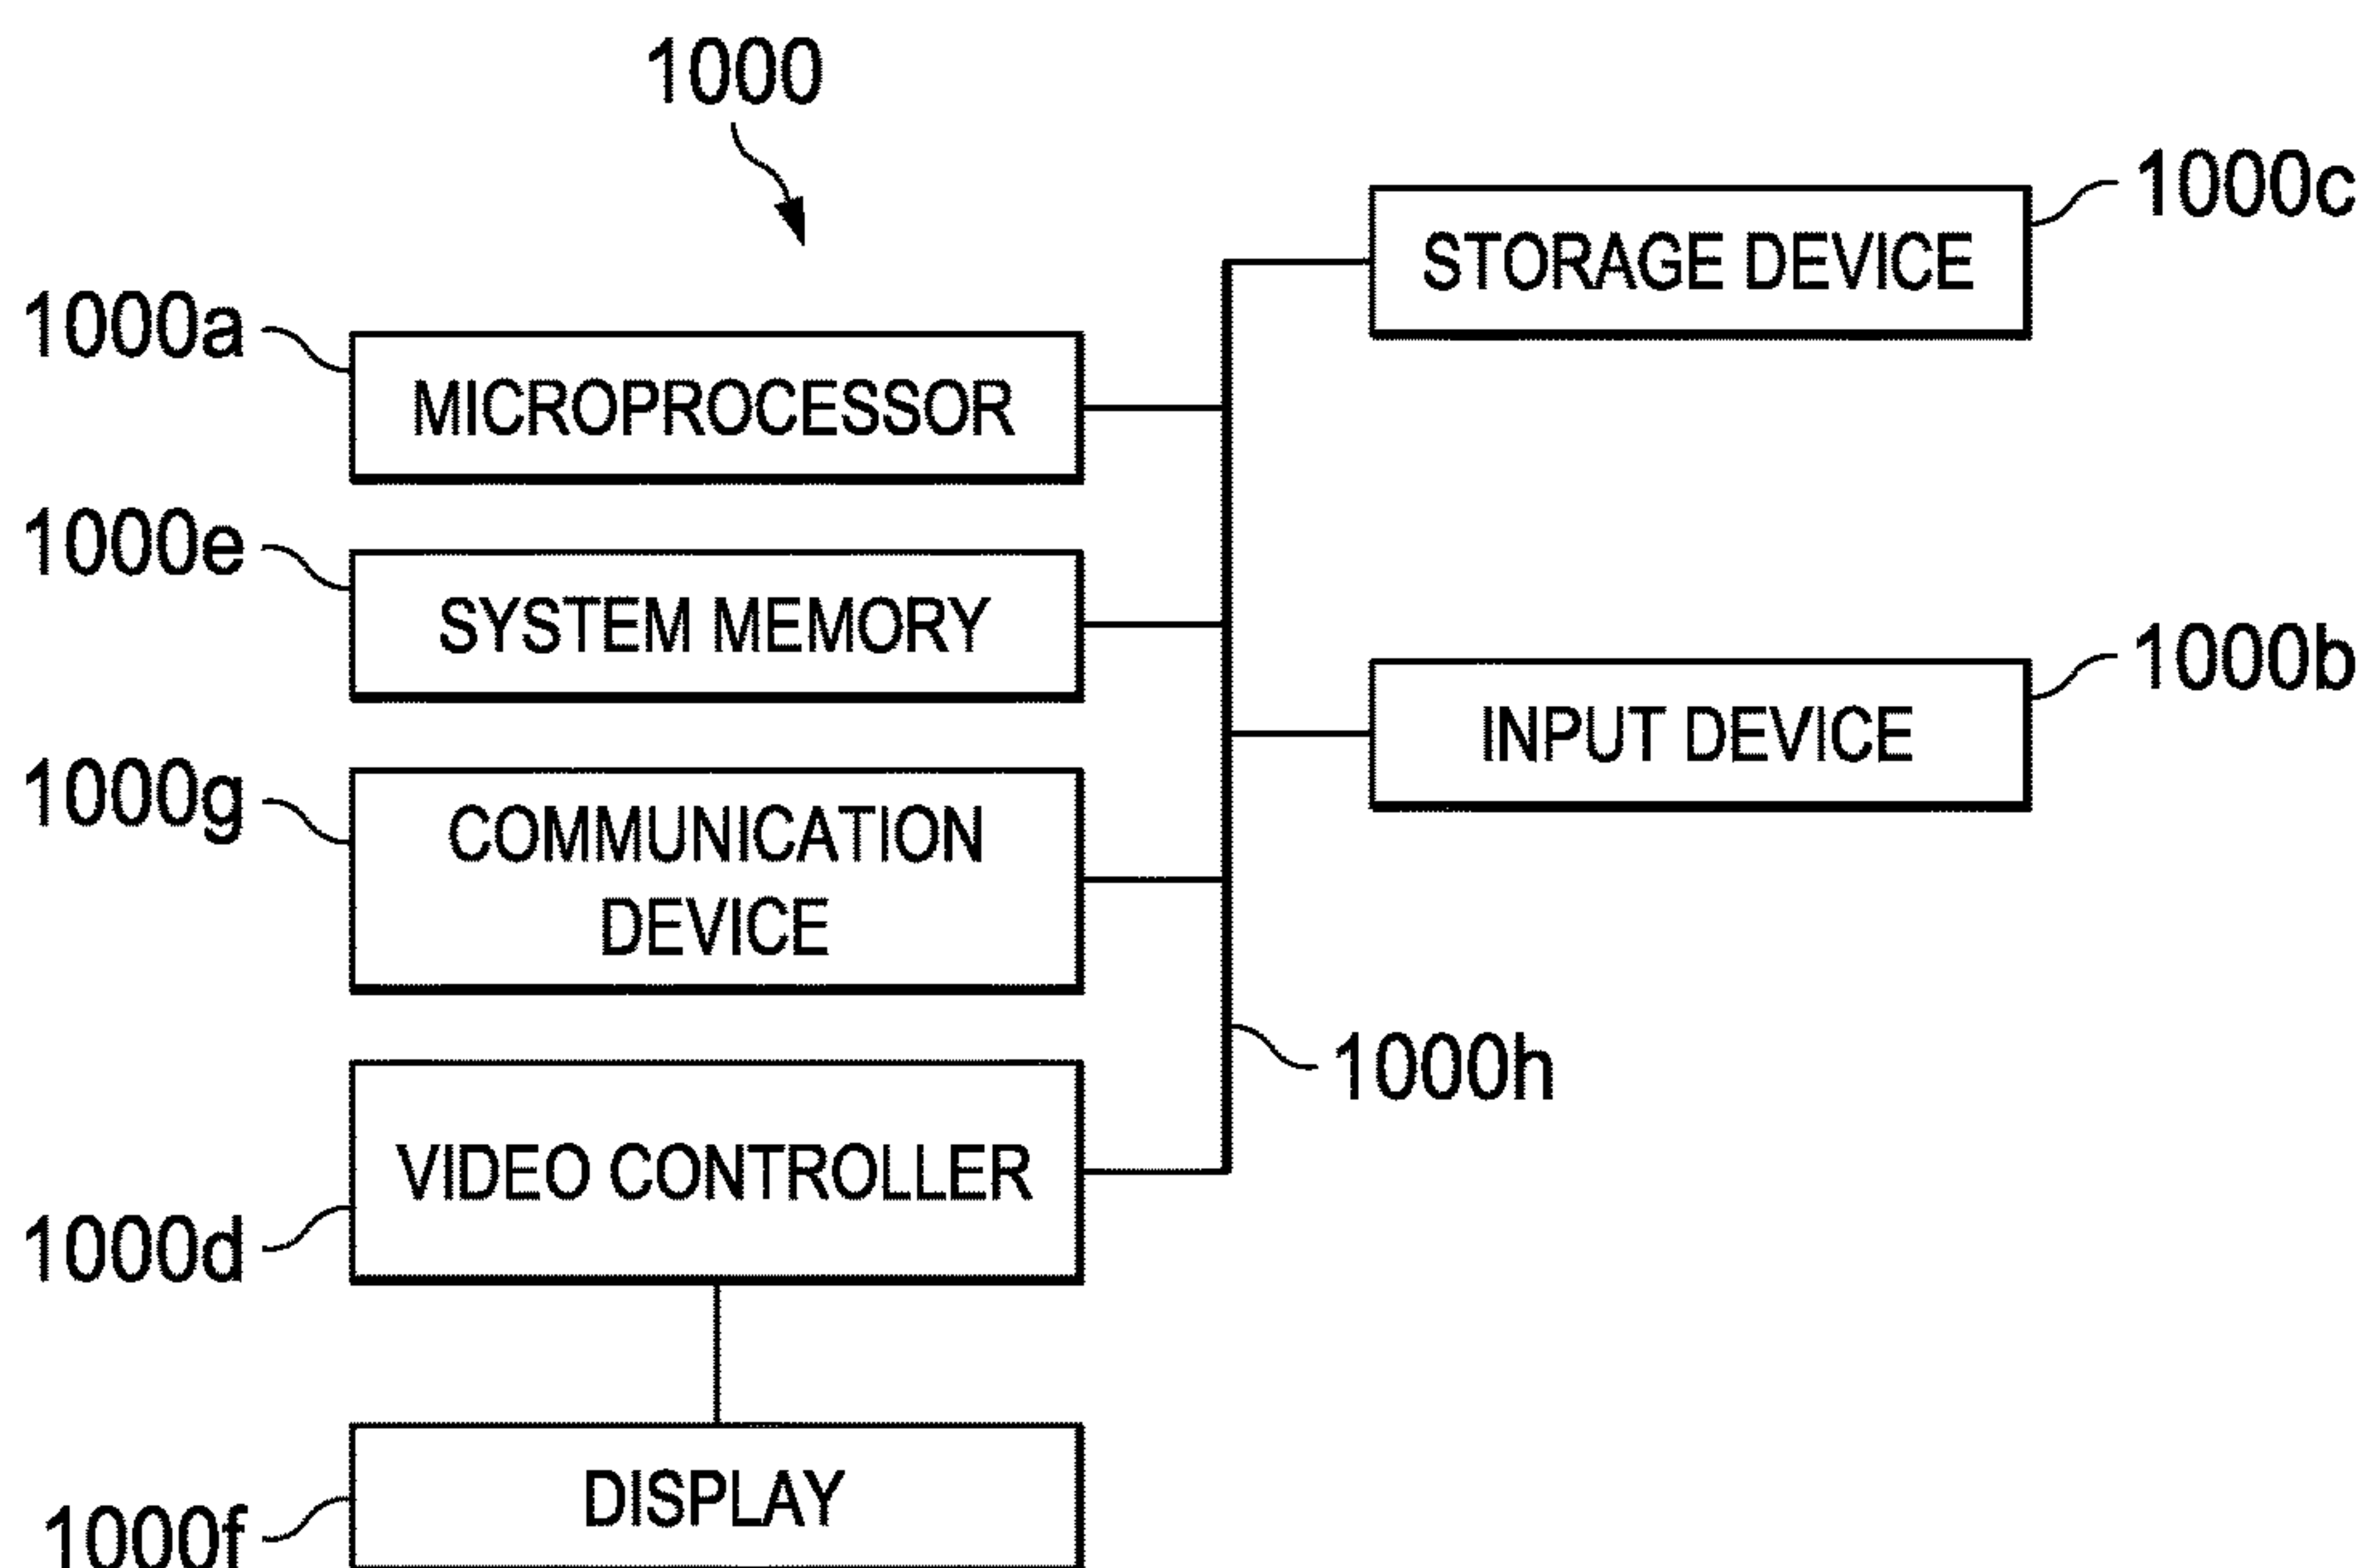 1000
1000c
STORAGE DEVICE
1000a
MICROPROCESSOR
1000e
SYSTEM MEMORY
1000b
INPUT DEVICE
1000g
COMMUNICATION
DEVICE
1000h
VIDEO CONTROLLER
1000d
DISPLAY
1000f